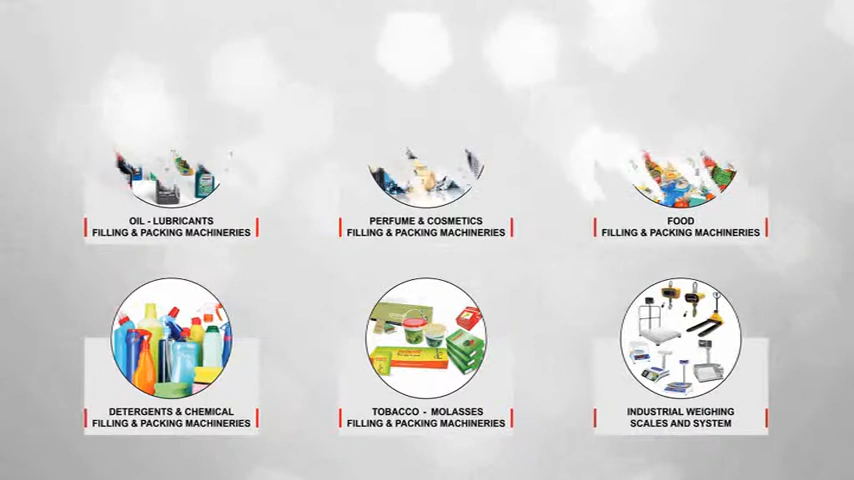 OIL - LUBRICANTS
FILLING & PACKING MACHINERIES
PERFUME & COSMETICS
FILLING & PACKING MACHINERIES
FOOD
FILLING & PACKING MACHINERIES
DETERGENTS & CHEMICAL
FILLING & PACKING MACHINERIES
TOBACCO - MOLASSES
FILLING & PACKING MACHINERIES
INDUSTRIAL WEIGHING
SCALES AND SYSTEM